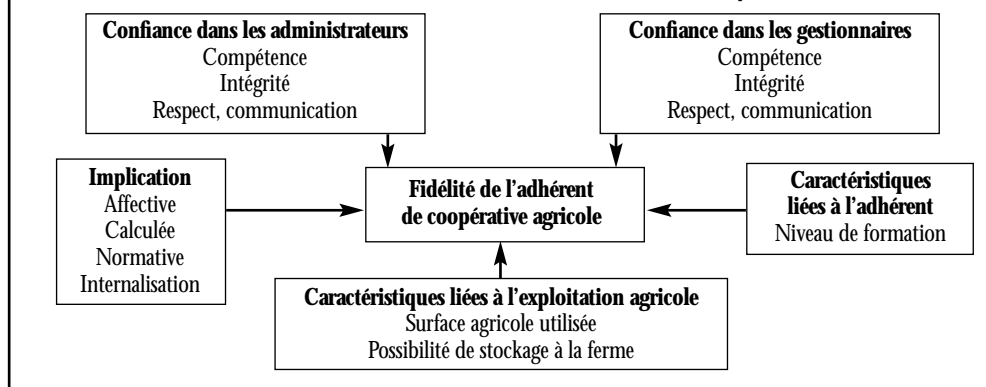 Confiance dans les administrateurs
Compétence
Intégrité
Respect, communication
Confiance dans les gestionnaires
Compétence
Intégrité
Respect, communication
Implication
Affective
Calculée
Normative
Internalisation
Fidélité de l'adhérent
de coopérative agricole
Caractéristiques
liées à l'adhérent
Niveau de formation
Caractéristiques liées à l'exploitation agricole
Surface agricole utilisée
Possibilité de stockage à la ferme